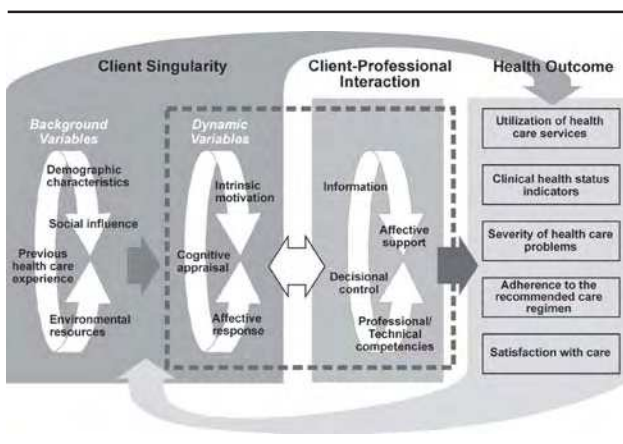 Client Singularity
Client-Professional
Interaction
Health Outcome
Background
Variables
Demographic
characteristics
Social influence
Previous
health care
experience
Environmental
resources
Dynamic
Variables
Intrinsic
motivation
Cognitive
appraisal
Affective
response
Information
Affective
support
Decisional
control
Professional/
Technical
competencies
Utilization of health
care services
Clinical health status
indicators
Severity of health care
problems
Adherence to the
recommended care
regimen
Satisfaction with care